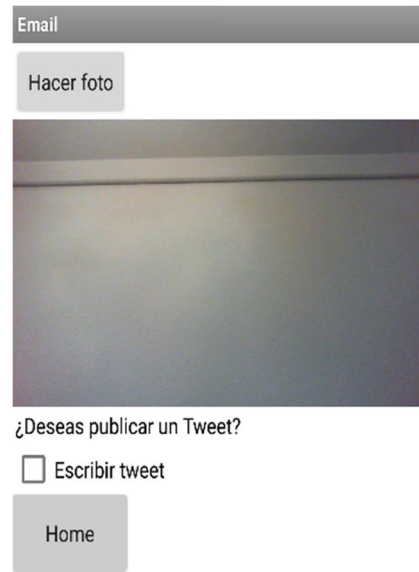 Email
Hacer foto
¿Deseas publicar un Tweet?
Escribir tweet
Home